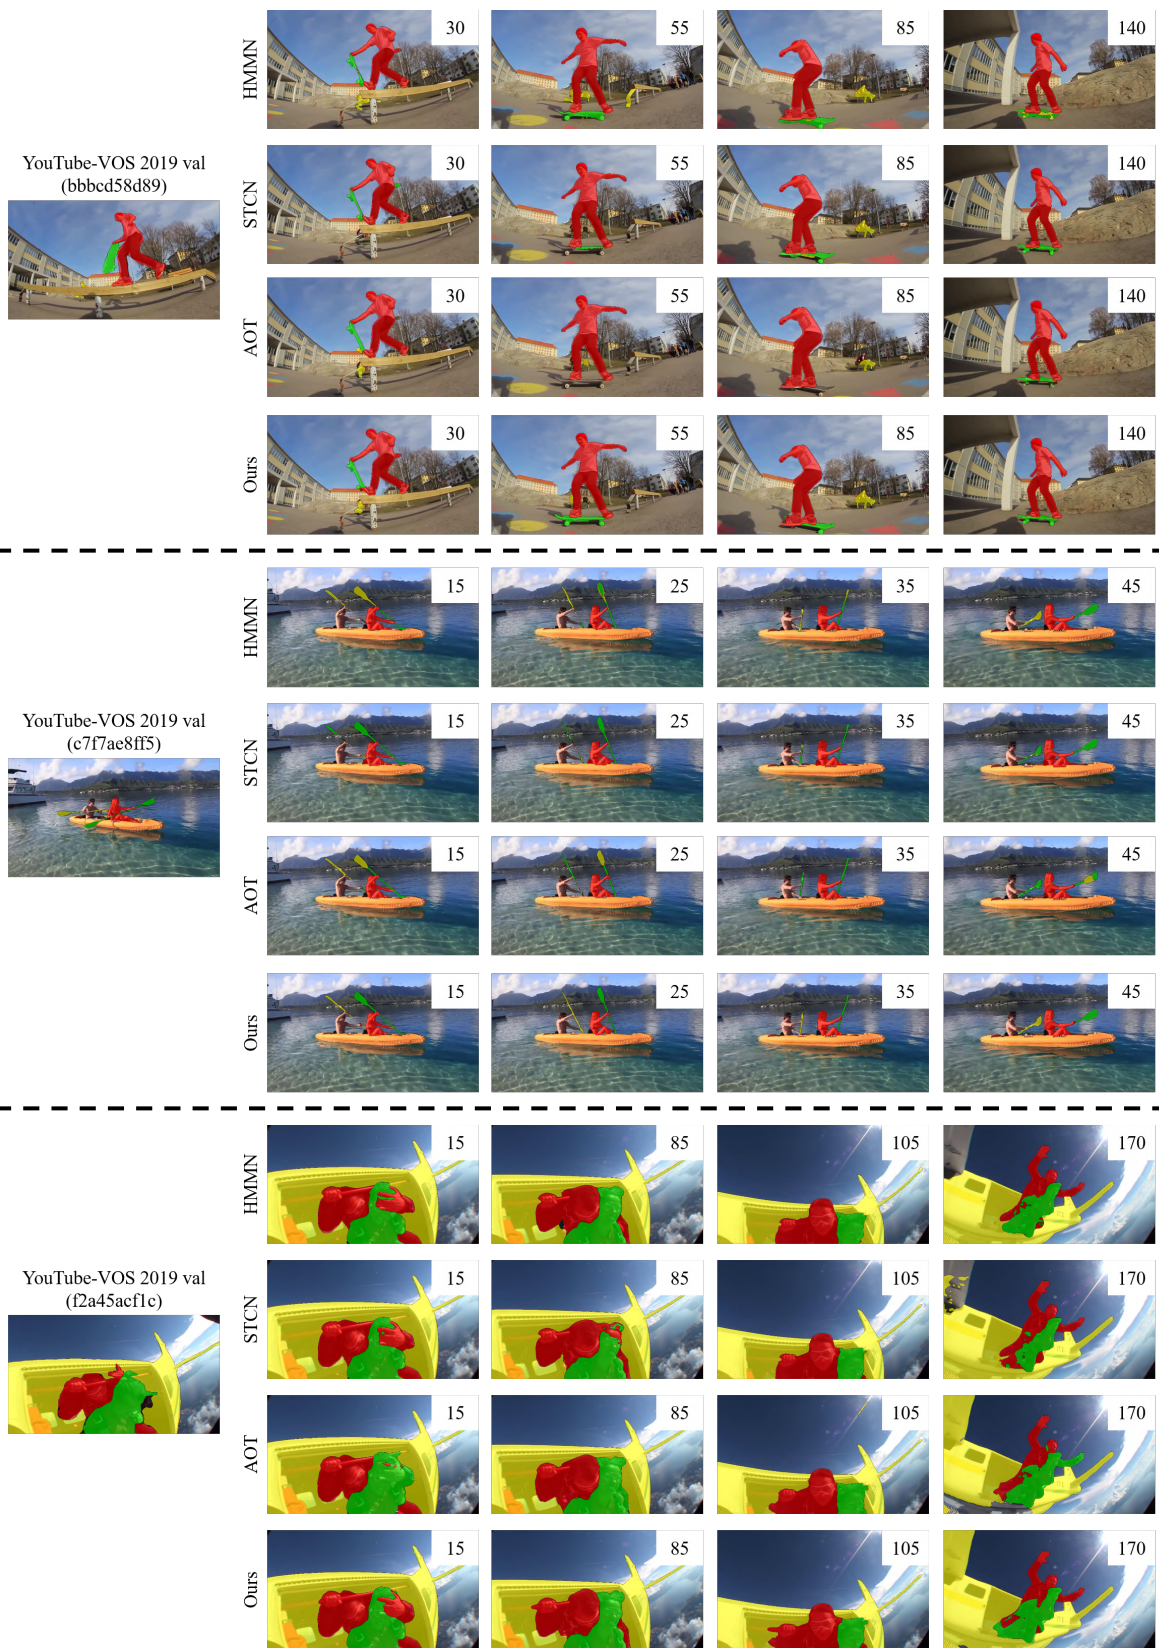 HMMN 30 55 85 140
YouTube-VOS 2019 val
(bbbcd58d89)
STCN 30 55 85 140
AOT 30 55 85 140
Ours 30 55 85 140
HMMN 15 25 35 45
YouTube-VOS 2019 val
(c7f7ae8ff5)
STCN 15 25 35 45
AOT 15 25 35 45
Ours 15 25 35 45
HMMN 15 85 105 170
YouTube-VOS 2019 val
(f2a45acf1c)
STCN 15 85 105 170
AOT 15 85 105 170
Ours 15 85 105 170